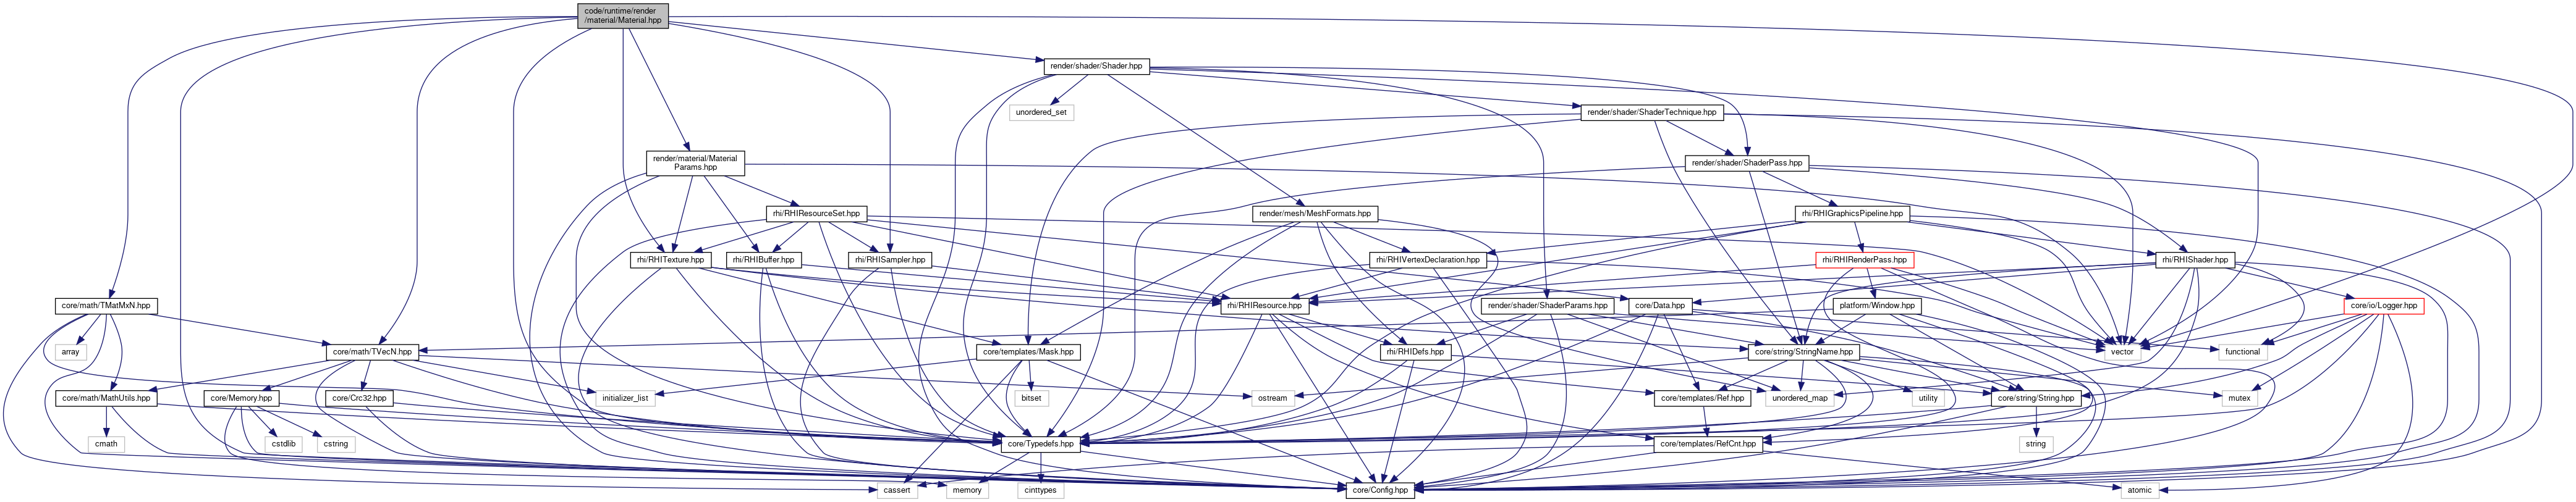 code/runtime/render
/material/Material.hpp
render/shader/Shader.hpp
unordered_set
render/shader/ShaderTechnique.hpp
render/material/Material
Params.hpp
render/shader/ShaderPass.hpp
rhi/RHIResourceSet.hpp
render/mesh/MeshFormats.hpp
rhi/RHIGraphicsPipeline.hpp
rhi/RHITexture.hpp
rhi/RHIBuffer.hpp
rhi/RHISampler.hpp
rhi/RHIVertexDeclaration.hpp
rhi/RHIRenderPass.hpp
rhi/RHIShader.hpp
core/math/TMatMxN.hpp
rhi/RHIResource.hpp
render/shader/ShaderParams.hpp
core/Data.hpp
platform/Window.hpp
core/io/Logger.hpp
array
core/math/TVecN.hpp
core/templates/Mask.hpp
rhi/RHIDefs.hpp
core/string/StringName.hpp
vector
functional
core/math/MathUtils.hpp
core/Memory.hpp
core/Crc32.hpp
initializer_list
bitset
ostream
core/templates/Ref.hpp
unordered_map
utility
core/string/String.hpp
mutex
cmath
cstdlib
cstring
core/Typedefs.hpp
core/templates/RefCnt.hpp
string
cassert
memory
cinttypes
core/Config.hpp
atomic